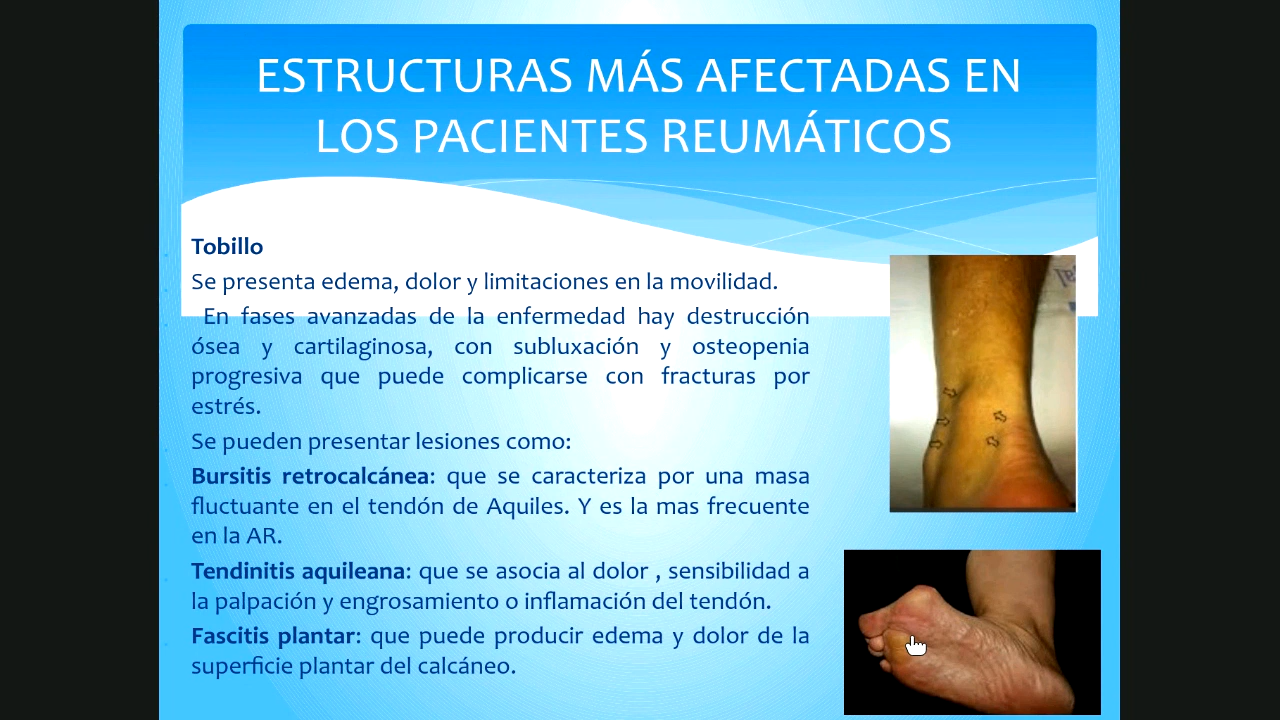 ESTRUCTURAS MÁS AFECTADAS EN
LOS PACIENTES REUMÁTICOS
Tobillo
Se presenta edema, dolor y limitaciones en la movilidad.
En fases avanzadas de la enfermedad hay destrucción
ósea y cartilaginosa, con subluxación y osteopenia
progresiva que puede complicarse con fracturas por
estrés.
Se pueden presentar lesiones como:
Bursitis retrocalcánea: que se caracteriza por una masa
fluctuante en el tendón de Aquiles. Y es la mas frecuente
en la AR.
Tendinitis aquileana: que se asocia al dolor , sensibilidad a
la palpación y engrosamiento o inflamación del tendón.
Fascitis plantar: que puede producir edema y dolor de la
superficie plantar del calcáneo.